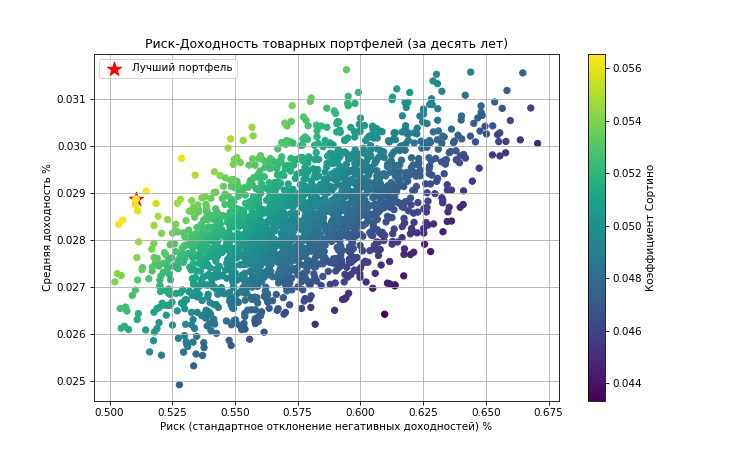 Риск-Доходность товарных портфелей (за десять лет)
Лучший портфель
Средняя доходность %
0.031
0.030
0.029
0.028
0.027
0.026
0.025
0.500 0.525 0.550 0.575 0.600 0.625 0.650 0.675
Риск (стандартное отклонение негативных доходностей) %
0.056
0.054
0.052
0.050
0.048
0.046
0.044
Коэффициент Сортино